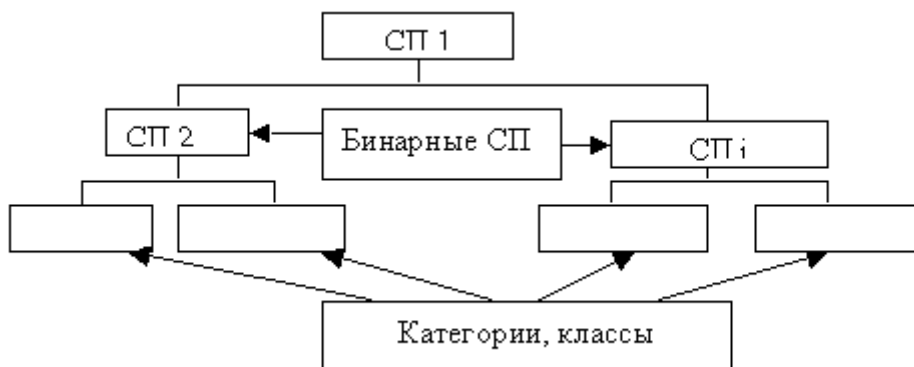 СП 1
СП 2
Бинарные СП
СП i
Категории, классы